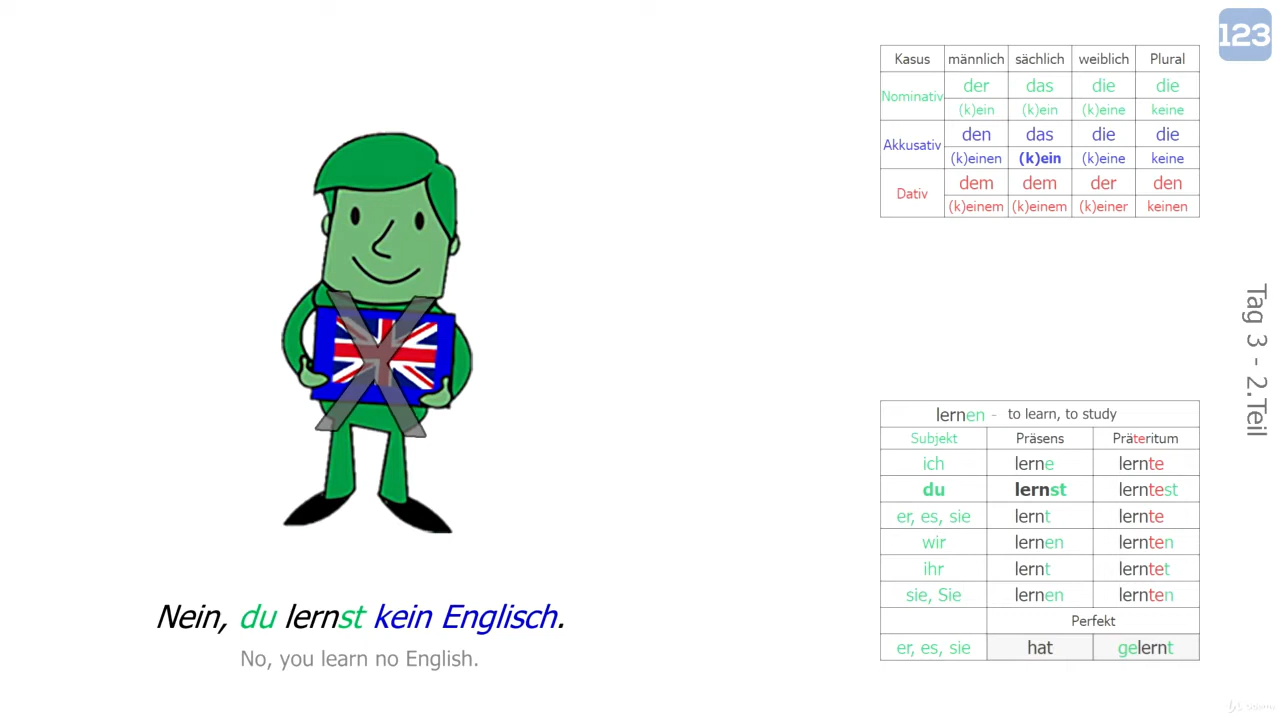 123
Kasus männlich sächlich weiblich Plural
Nominativ der das die die
(k)ein (k)ein (k)eine keine
Akkusativ den das die die
(k)einen (k)ein (k)eine keine
Dativ dem dem der den
(k)einem (k)einem (k)einer keinen
Tag 3 - 2.Teil
lernen - to learn, to study
Subjekt Präsens Präteritum
ich lerne lernte
du lernst lerntest
er, es, sie lernt lernte
wir lernen lernten
ihr lernt lerntet
sie, Sie lernen lernten
Perfekt
er, es, sie hat gelernt
Nein, du lernst kein Englisch.
No, you learn no English.